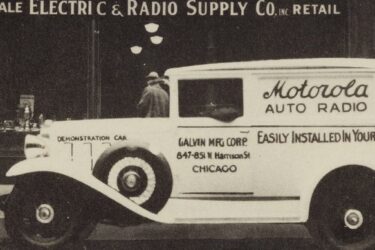 ALE ELECTRIC & RADIO SUPPLY CO. INC RETAIL
Motorola
AUTO RADIO
DEMONSTRATION CAR
GALVIN MFG CORP.
EASILY INSTALLED IN YOUR
847-851 W Harrison St
CHICAGO